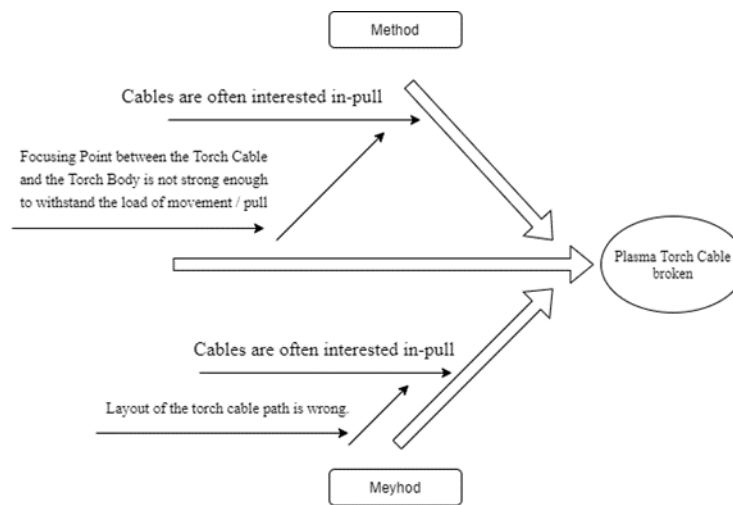 Method
Cables are often interested in-pull
Focusing Point between the Torch Cable
and the Torch Body is not strong enough
to withstand the load of movement / pull
Plasma Torch Cable
broken
Cables are often interested in-pull
Layout of the torch cable path is wrong.
Meyhod